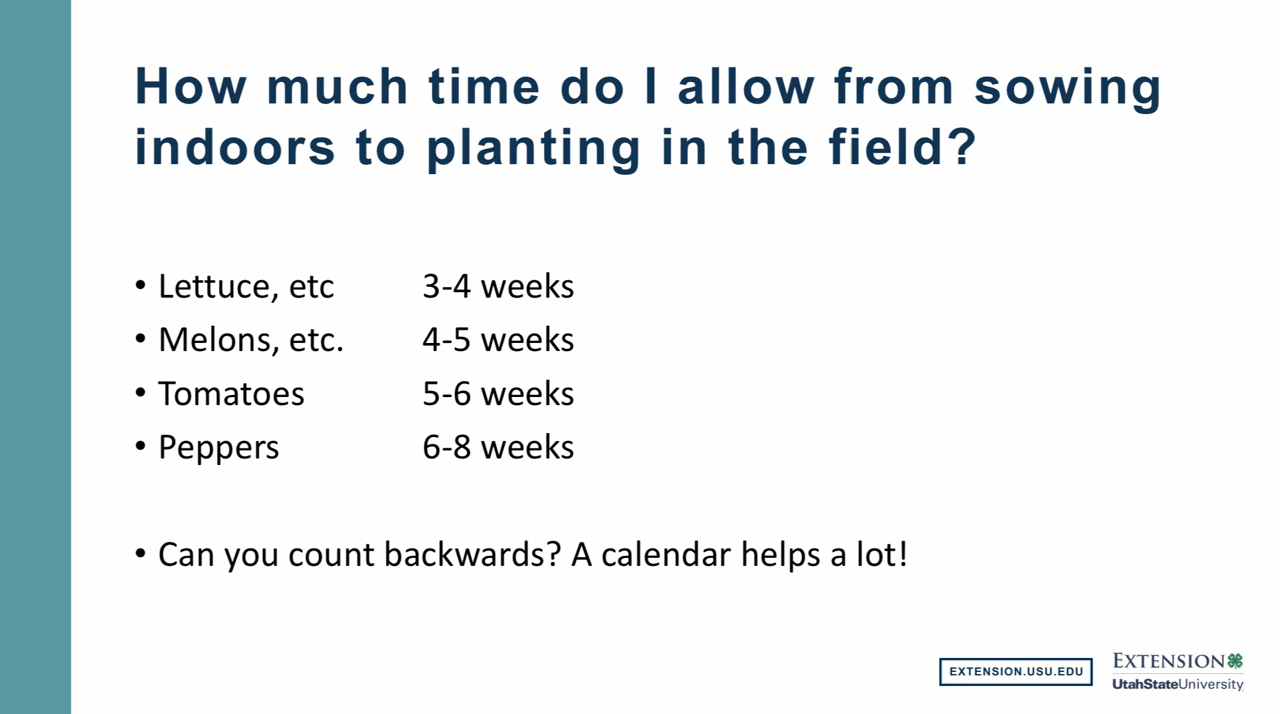 How much time do I allow from sowing
indoors to planting in the field?
• Lettuce, etc 3-4 weeks
• Melons, etc. 4-5 weeks
• Tomatoes 5-6 weeks
• Peppers 6-8 weeks
• Can you count backwards? A calendar helps a lot!
EXTENSION.USU.EDU
EXTENSION
UtahStateUniversity